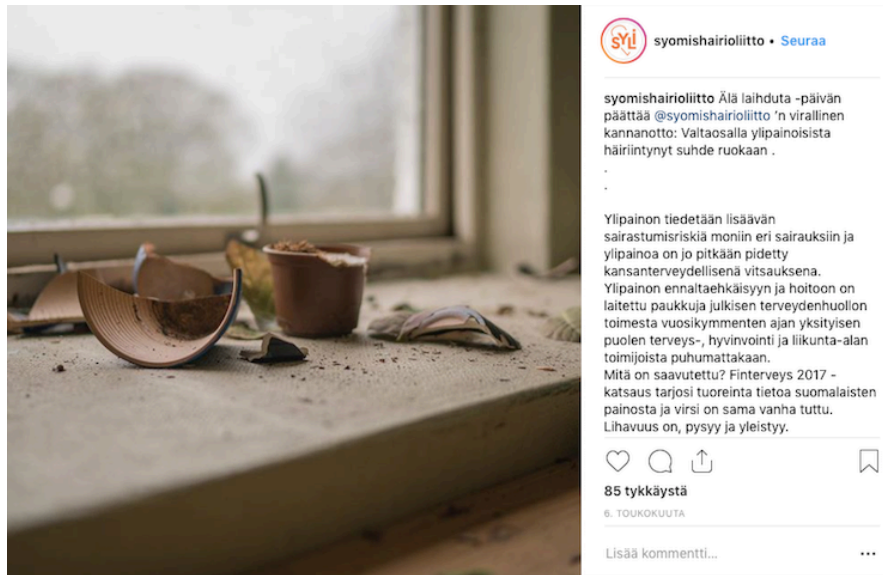 SYLI
syomishairioliitto • Seuraa
syomishairioliitto Älä laihduta -päivän
päättää @syomishairioliitto 'n virallinen
kannanotto: Valtaosalla ylipainoisista
häiriintynyt suhde ruokaan .
.
.
Ylipainon tiedetään lisäävän
sairastumisriskiä moniin eri sairauksiin ja
ylipainoa on jo pitkään pidetty
kansanterveydellisenä vitsauksena.
Ylipainon ennaltaehkäisyyn ja hoitoon on
laitettu paukkuja julkisen terveydenhuollon
toimesta vuosikymmenten ajan yksityisen
puolen terveys-, hyvinvointi ja liikunta-alan
toimijoista puhumattakaan.
Mitä on saavutettu? Finterveys 2017 -
katsaus tarjosi tuoreinta tietoa suomalaisten
painosta ja virsi on sama vanha tuttu.
Lihavuus on, pysyy ja yleistyy.
85 tykkäystä
6. TOUKOKUUTA
Lisää kommentti...